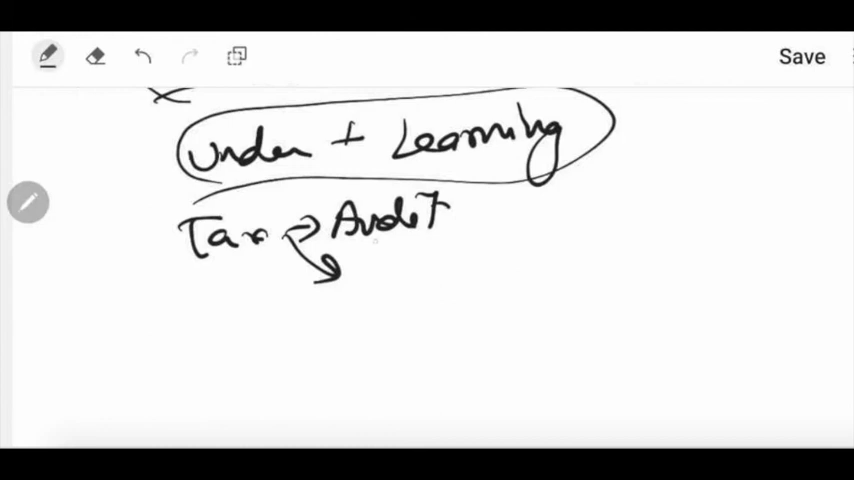 Save
Under + Learning
Tax → Audit